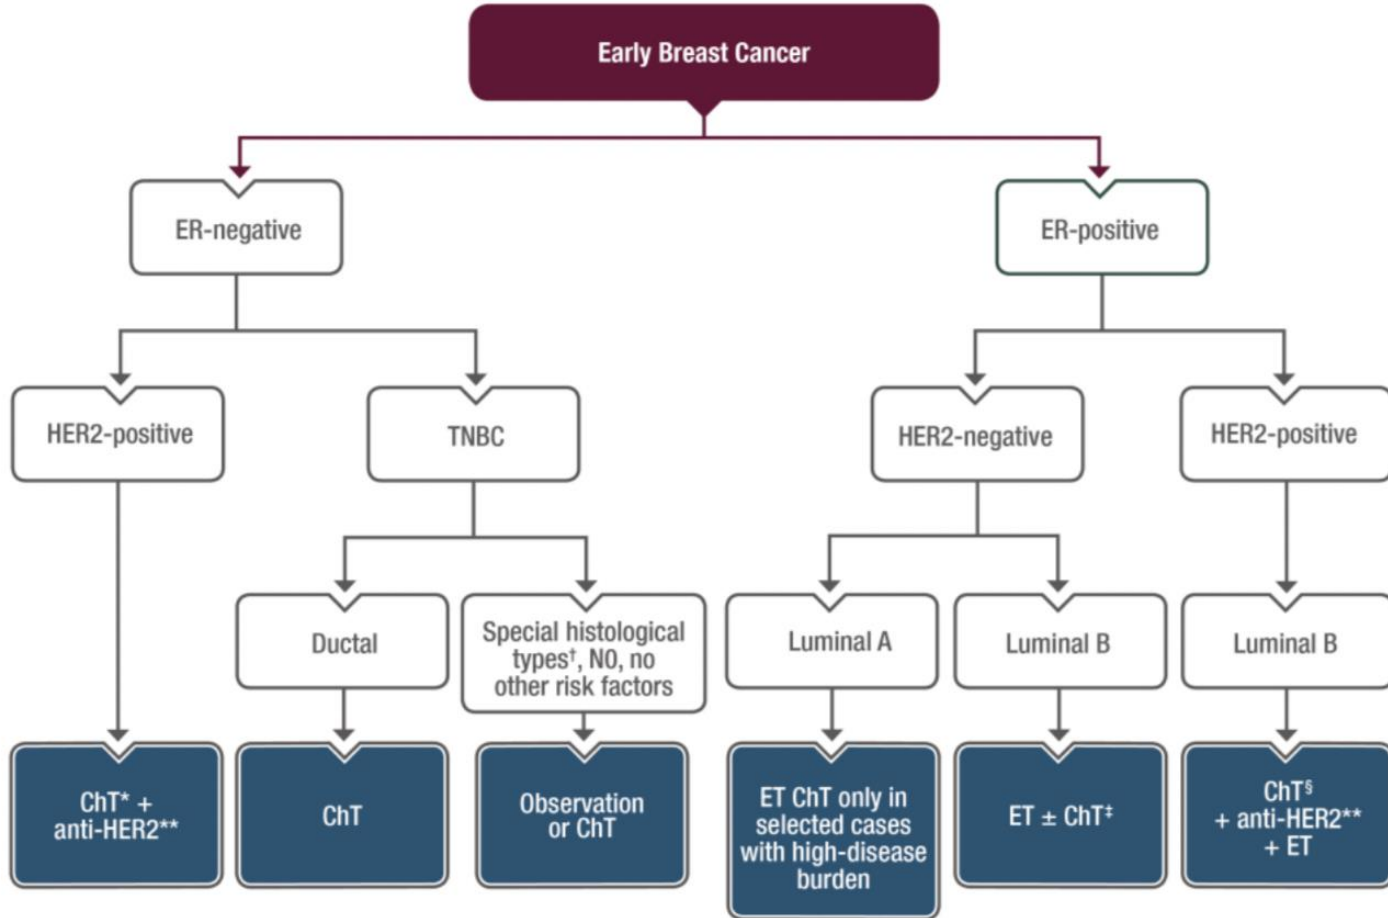 Early Breast Cancer
ER-negative
ER-positive
HER2-positive
TNBC
HER2-negative
HER2-positive
Ductal
Special histological
types†, N0, no
other risk factors
Luminal A
Luminal B
Luminal B
ChT* +
anti-HER2**
ChT
Observation
or ChT
ET ChT only in
selected cases
with high-disease
burden
ET ± ChT‡
ChT§
+ anti-HER2**
+ ET